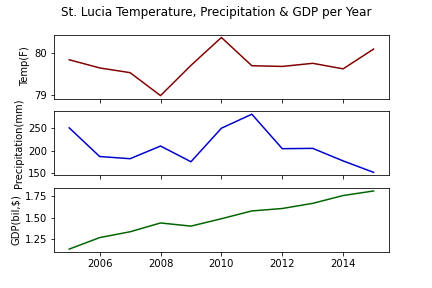 St. Lucia Temperature, Precipitation & GDP per Year
Temp(F)
80
79
Precipitation(mm)
250
200
150
GDP(bil,$)
1.75
1.50
1.25
2006 2008 2010 2012 2014